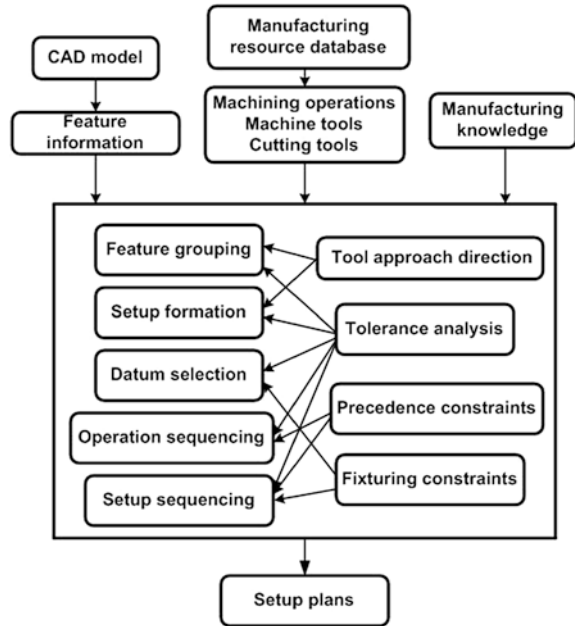 Manufacturing
resource database
CAD model
Machining operations
Machine tools
Cutting tools
Manufacturing
knowledge
Feature
information
Feature grouping
Tool approach direction
Setup formation
Tolerance analysis
Datum selection
Precedence constraints
Operation sequencing
Fixturing constraints
Setup sequencing
Setup plans